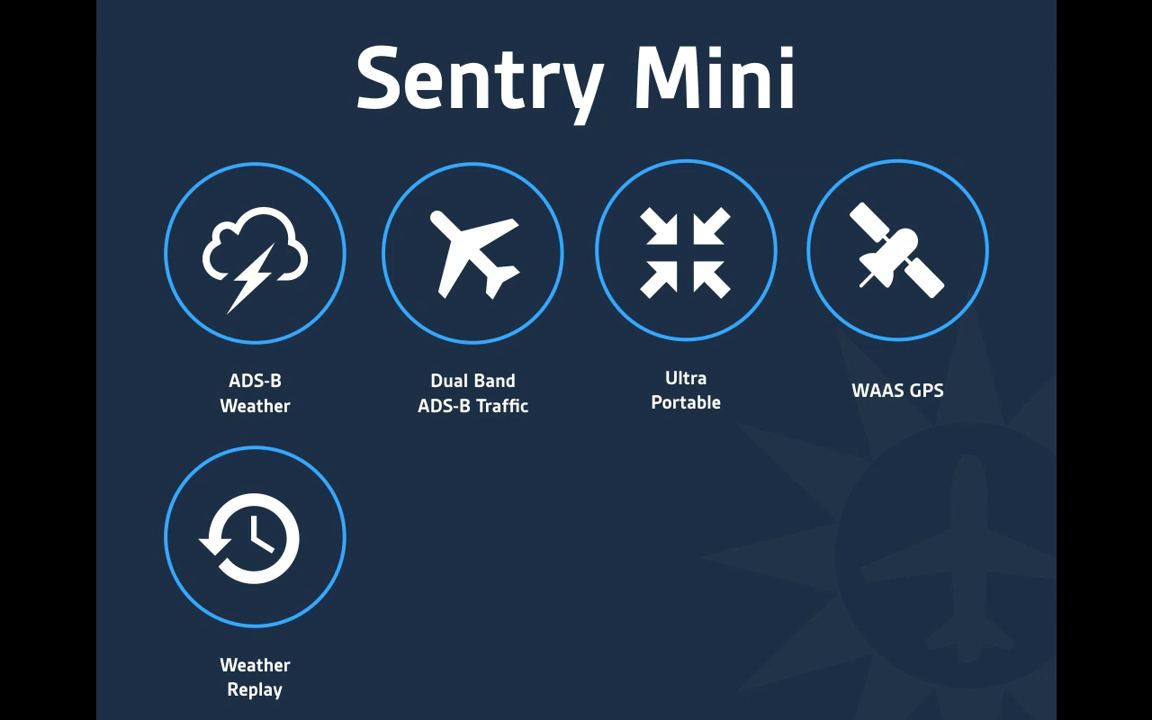 Sentry Mini
ADS-B
Weather
Dual Band
ADS-B Traffic
Ultra
Portable
WAAS GPS
Weather
Replay